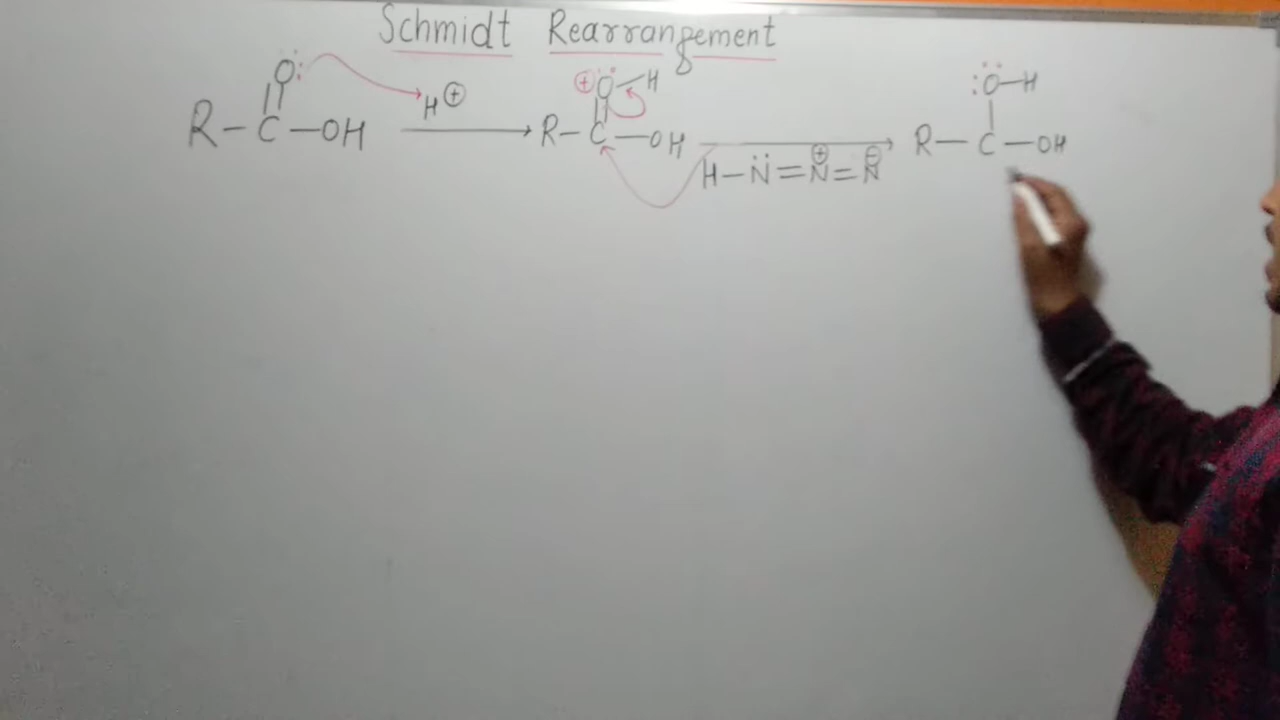 Schmidt Rearrangement
:Ö: H⊕ ⊕Ö—H :Ö—H
R—C—OH → R—C—OH → R—C—OH
H—N̈=N⊕=N⊖